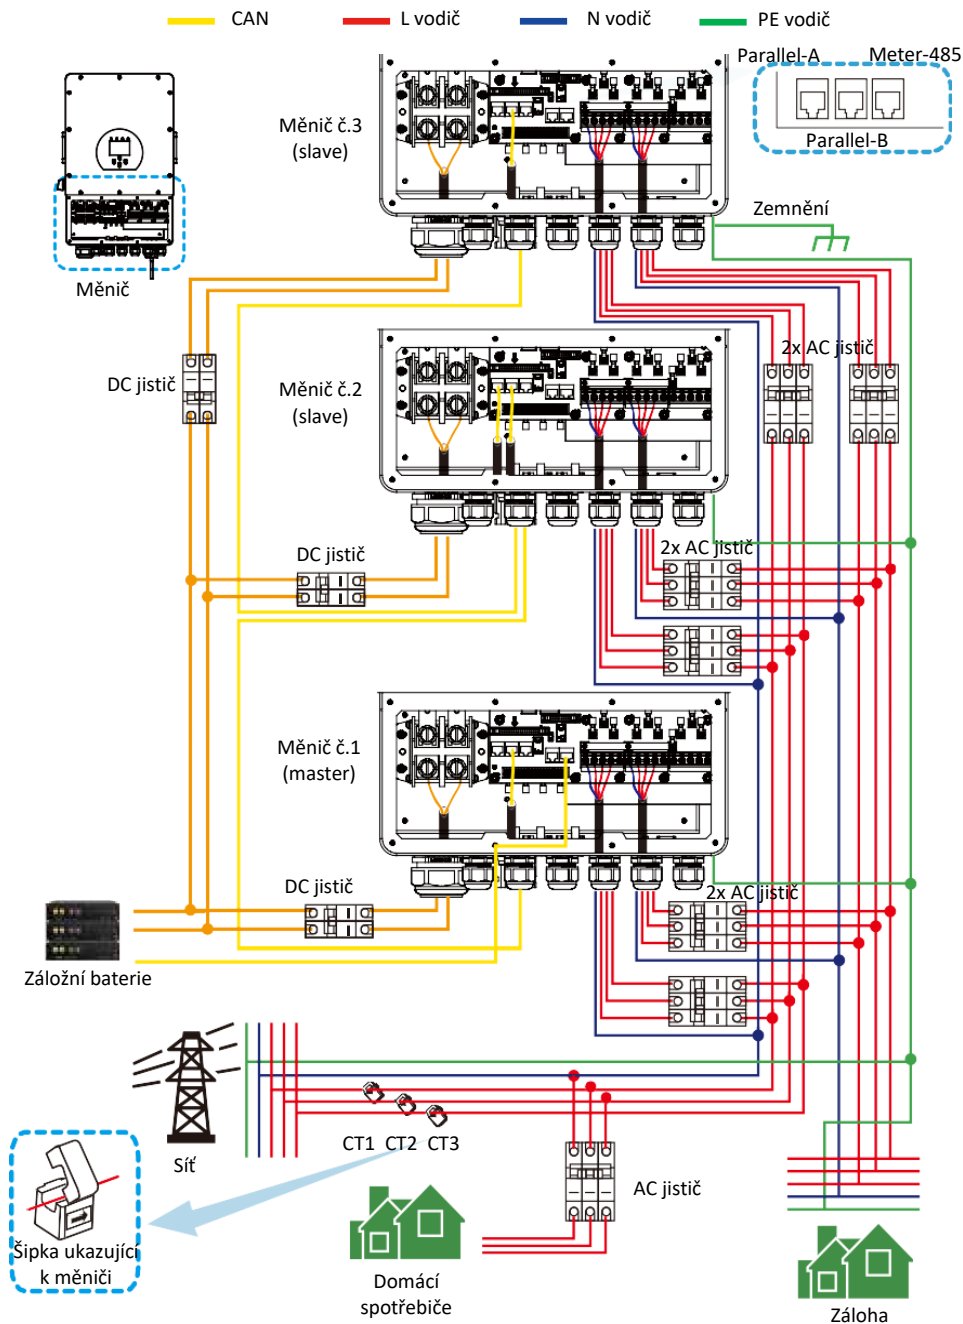 CAN
L vodič
N vodič
PE vodič
Parallel-A
Meter-485
Parallel-B
Měnič č.3
(slave)
Zemnění
Měnič
DC jistič
Měnič č.2
(slave)
2x AC jistič
DC jistič
2x AC jistič
Měnič č.1
(master)
DC jistič
2x AC jistič
Záložní baterie
CT1
CT2
CT3
Síť
AC jistič
Šipka ukazující
k měniči
Domácí
spotřebiče
Záloha